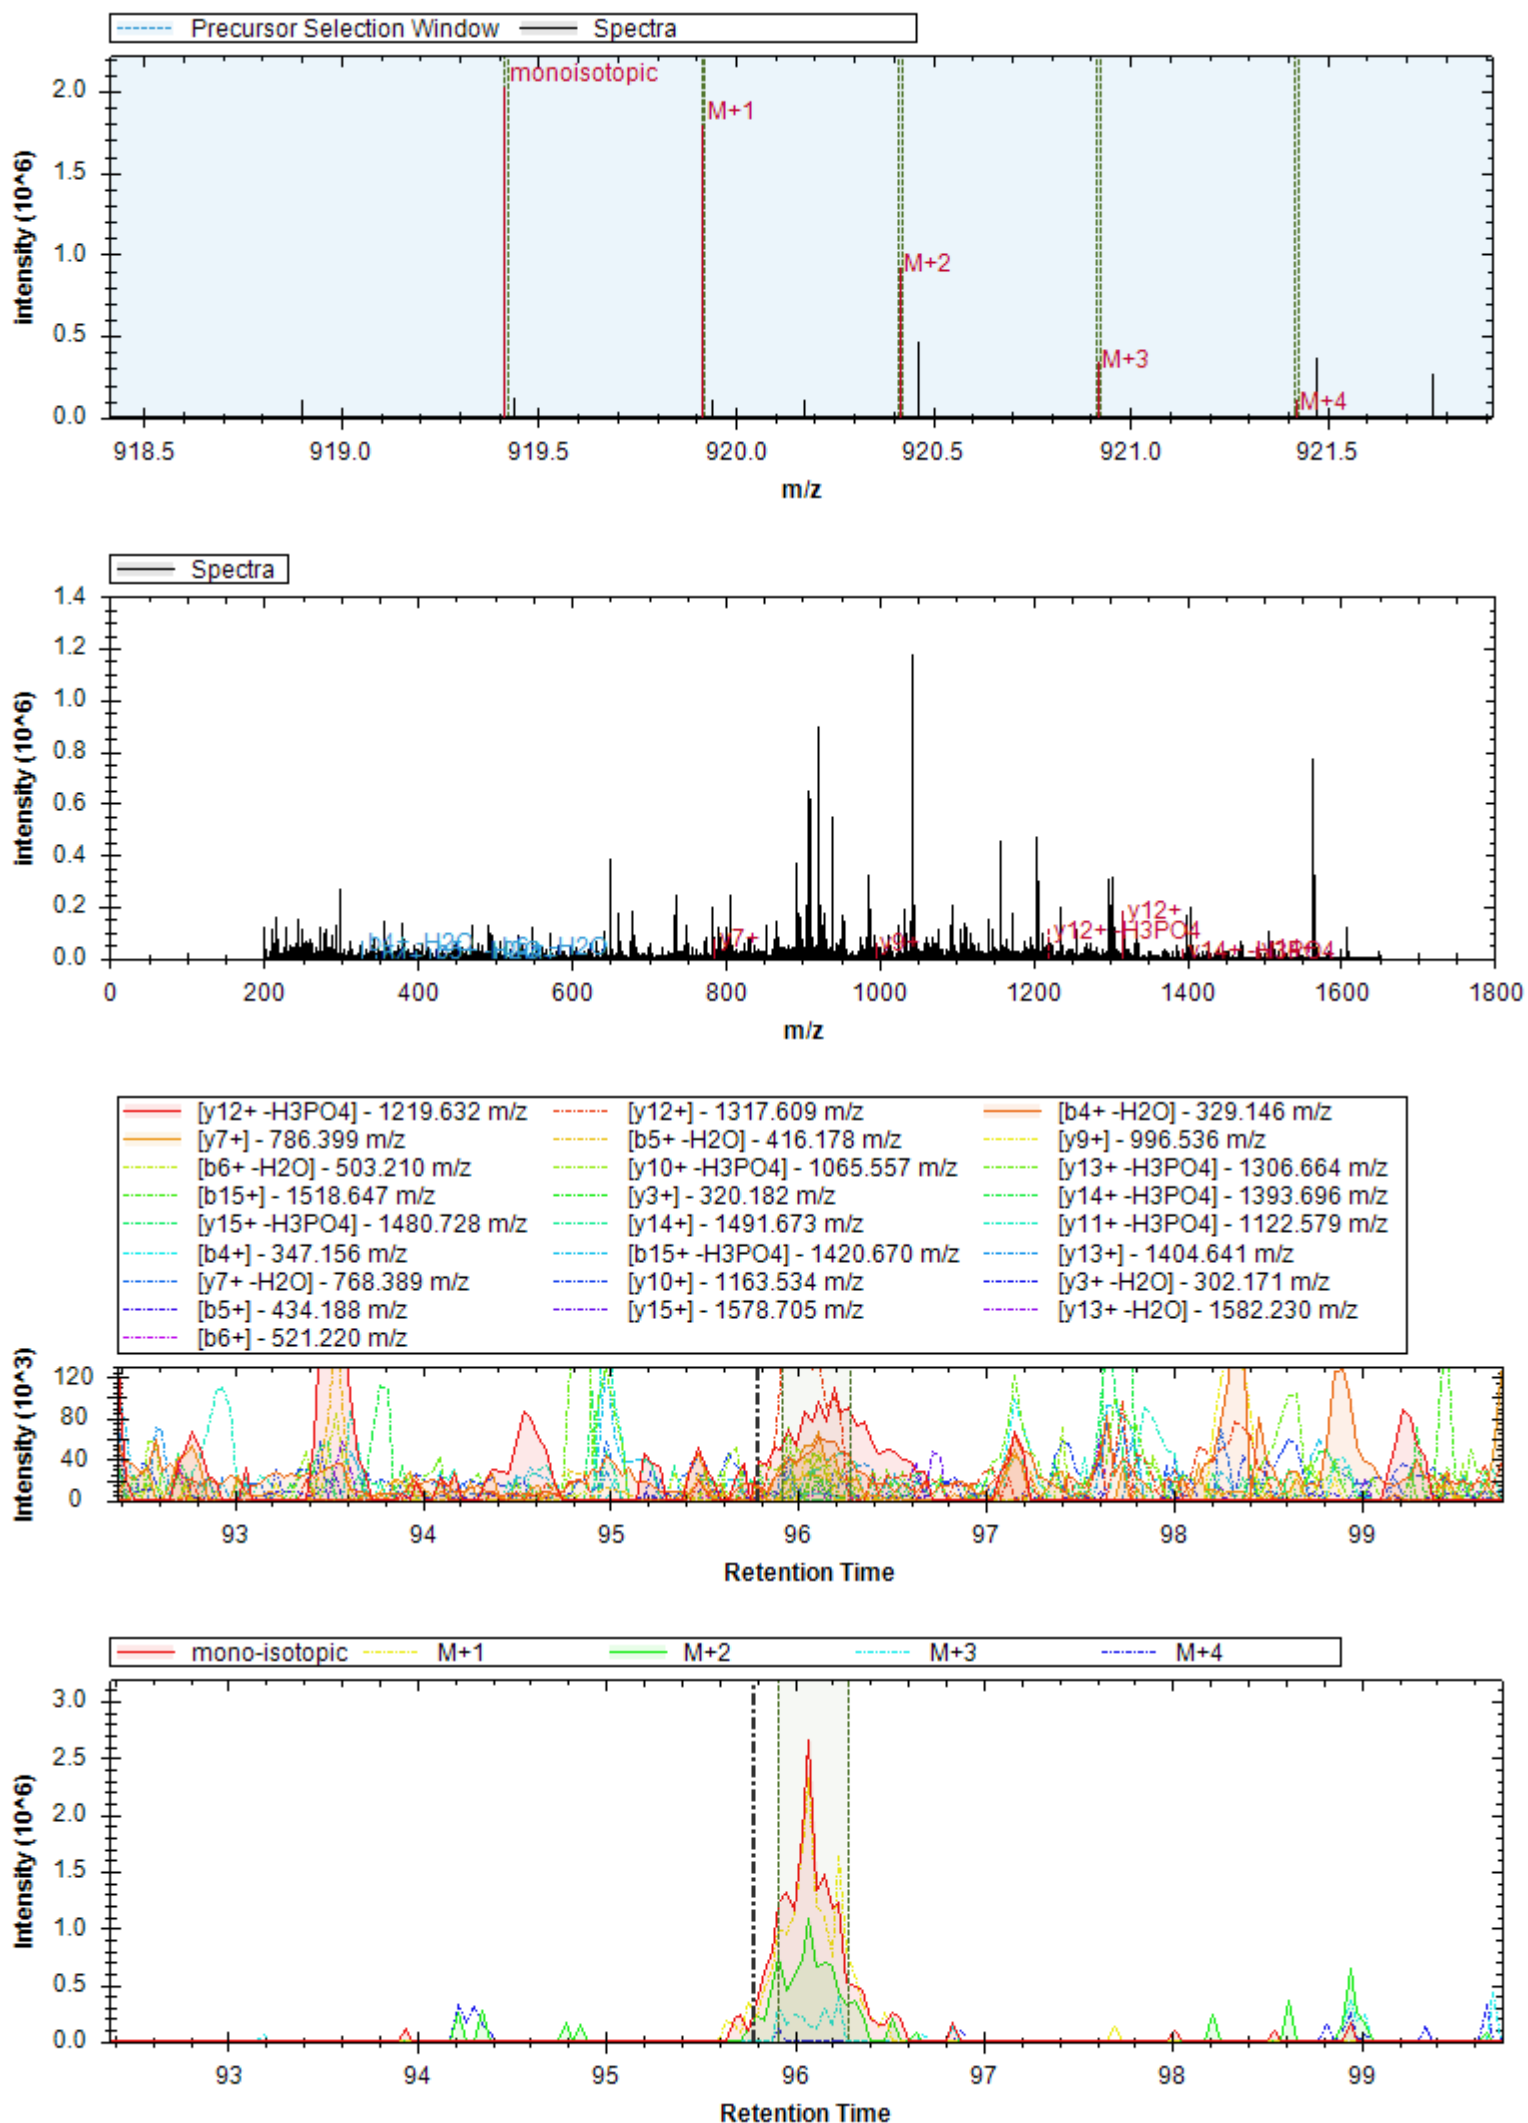 Precursor Selection Window Spectra
intensity (10^6)
2.0
1.5
1.0
0.5
0.0
monoisotopic
M+1
M+2
M+3
M+4
918.5 919.0 919.5 920.0 920.5 921.0 921.5
m/z
Spectra
intensity (10^6)
1.4
1.2
1.0
0.8
0.6
0.4
0.2
0.0
b4+ -H2O
y7+
y9+
y12+
y12+ -H3PO4
0 200 400 600 800 1000 1200 1400 1600 1800
m/z
[y12+ -H3PO4] - 1219.632 m/z [y12+] - 1317.609 m/z [b4+ -H2O] - 329.146 m/z
[y7+] - 786.399 m/z [b5+ -H2O] - 416.178 m/z [y9+] - 996.536 m/z
[b6+ -H2O] - 503.210 m/z [y10+ -H3PO4] - 1065.557 m/z [y13+ -H3PO4] - 1306.664 m/z
[b15+] - 1518.647 m/z [y3+] - 320.182 m/z [y14+ -H3PO4] - 1393.696 m/z
[y15+ -H3PO4] - 1480.728 m/z [y14+] - 1491.673 m/z [y11+ -H3PO4] - 1122.579 m/z
[b4+] - 347.156 m/z [b15+ -H3PO4] - 1420.670 m/z [y13+] - 1404.641 m/z
[y7+ -H2O] - 768.389 m/z [y10+] - 1163.534 m/z [y3+ -H2O] - 302.171 m/z
[b5+] - 434.188 m/z [y15+] - 1578.705 m/z [y13+ -H2O] - 1582.230 m/z
[b6+] - 521.220 m/z
Intensity (10^3)
120
80
40
0
93 94 95 96 97 98 99
Retention Time
mono-isotopic M+1 M+2 M+3 M+4
Intensity (10^6)
3.0
2.5
2.0
1.5
1.0
0.5
0.0
93 94 95 96 97 98 99
Retention Time